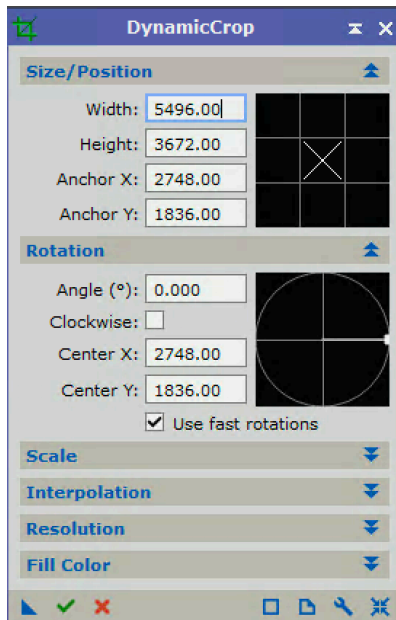 DynamicCrop
Size/Position
Width: 5496.00
Height: 3672.00
Anchor X: 2748.00
Anchor Y: 1836.00
Rotation
Angle (°): 0.000
Clockwise:
Center X: 2748.00
Center Y: 1836.00
Use fast rotations
Scale
Interpolation
Resolution
Fill Color